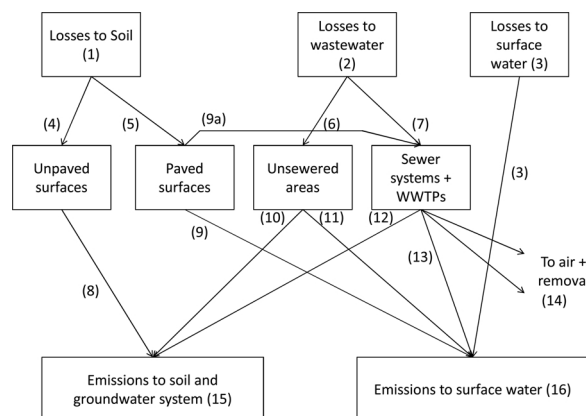 Losses to Soil
(1)
Losses to
wastewater
(2)
Losses to
surface
water (3)
(4)
(5)
(9a)
(6)
(7)
Unpaved
surfaces
Paved
surfaces
Unsewered
areas
Sewer
systems +
WWTPs
(3)
(9)
(10)
(11)
(12)
(13)
To air +
removal
(14)
(8)
Emissions to soil and
groundwater system (15)
Emissions to surface water (16)